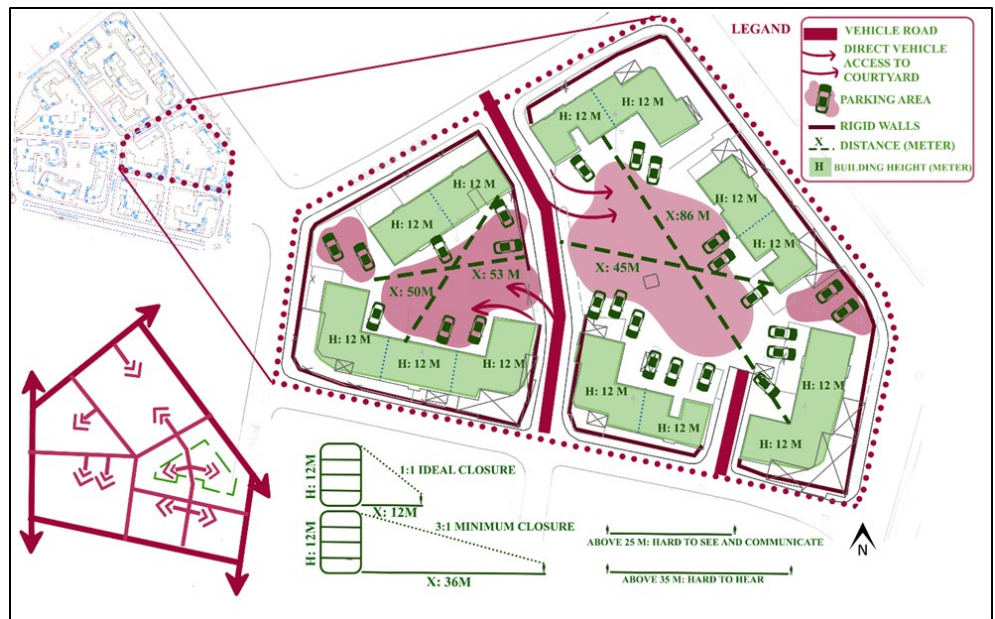 LEGAND
VEHICLE ROAD
DIRECT VEHICLE
ACCESS TO
COURTYARD
PARKING AREA
RIGID WALLS
X
DISTANCE (METER)
H
BUILDING HEIGHT (METER)
H: 12 M
H: 12 M
H: 12 M
H: 12 M
H: 12 M
H: 12 M
X:86 M
X: 45M
X: 53 M
X: 50M
H: 12 M
H: 12 M
H: 12 M
H: 12 M
H: 12 M
H: 12 M
H: 12 M
H: 12M
1:1 IDEAL CLOSURE
X: 12M
H: 12M
3:1 MINIMUM CLOSURE
X: 36M
ABOVE 25 M: HARD TO SEE AND COMMUNICATE
ABOVE 35 M: HARD TO HEAR
N